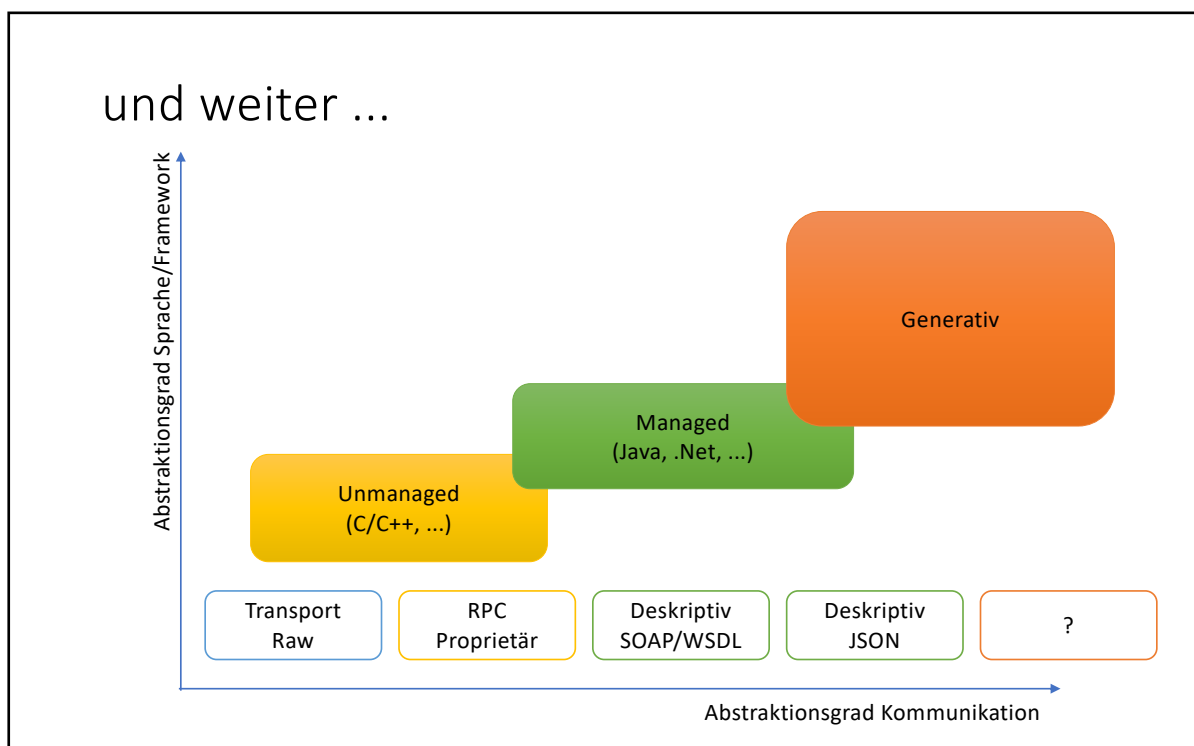 und weiter ...
Abstraktionsgrad Sprache/Framework
Generativ
Managed
(Java, .Net, ...)
Unmanaged
(C/C++, ...)
Transport
Raw
RPC
Proprietär
Deskriptiv
SOAP/WSDL
Deskriptiv
JSON
?
Abstraktionsgrad Kommunikation